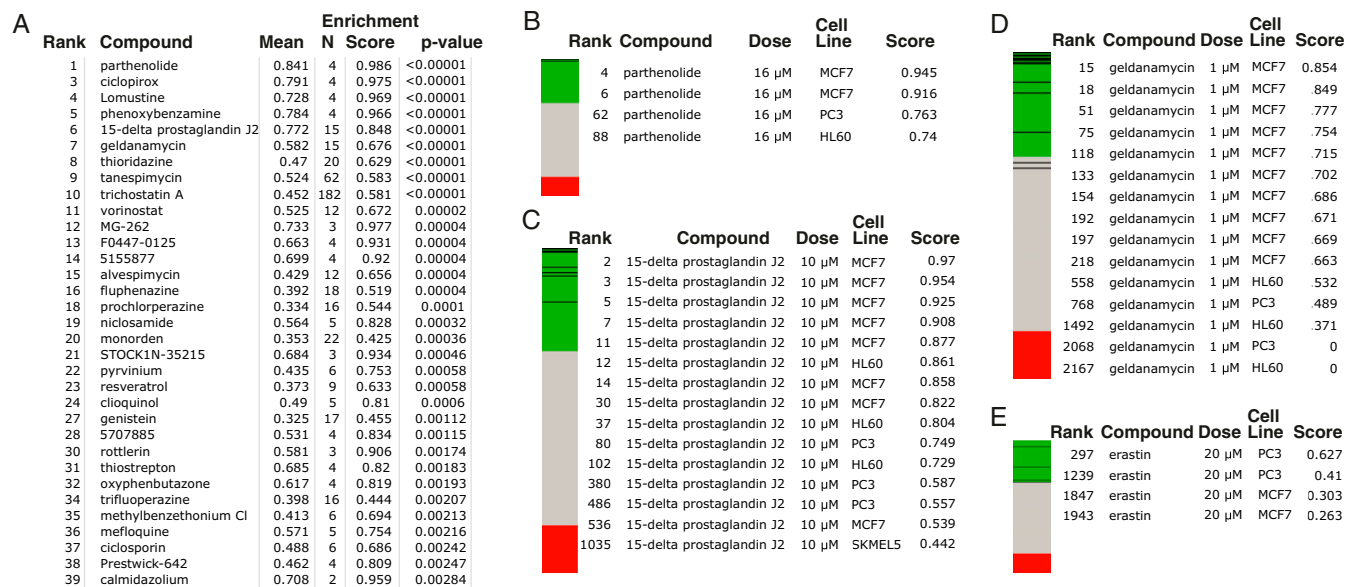 A
Enrichment
Rank Compound Mean N Score p-value
1 parthenolide 0.841 4 0.986 <0.00001
3 ciclopirox 0.791 4 0.975 <0.00001
4 Lomustine 0.728 4 0.969 <0.00001
5 phenoxybenzamine 0.784 4 0.966 <0.00001
6 15-delta prostaglandin J2 0.772 15 0.848 <0.00001
7 geldanamycin 0.582 15 0.676 <0.00001
8 thioridazine 0.47 20 0.629 <0.00001
9 tanespimycin 0.524 62 0.583 <0.00001
10 trichostatin A 0.452 182 0.581 <0.00001
11 vorinostat 0.525 12 0.672 0.00002
12 MG-262 0.733 3 0.977 0.00004
13 F0447-0125 0.663 4 0.931 0.00004
14 5155877 0.699 4 0.92 0.00004
15 alvespimycin 0.429 12 0.656 0.00004
16 fluphenazine 0.392 18 0.519 0.00004
18 prochlorperazine 0.334 16 0.544 0.0001
19 niclosamide 0.564 5 0.828 0.00032
20 monorden 0.353 22 0.425 0.00036
21 STOCK1N-35215 0.684 3 0.934 0.00046
22 pyrvinium 0.435 6 0.753 0.00058
23 resveratrol 0.373 9 0.633 0.00058
24 clioquinol 0.49 5 0.81 0.0006
27 genistein 0.325 17 0.455 0.00112
28 5707885 0.531 4 0.834 0.00115
30 rottlerin 0.581 3 0.906 0.00174
31 thiostrepton 0.685 4 0.82 0.00183
32 oxyphenbutazone 0.617 4 0.819 0.00193
34 trifluoperazine 0.398 16 0.444 0.00207
35 methylbenzethonium Cl 0.413 6 0.694 0.00213
36 mefloquine 0.571 5 0.754 0.00216
37 ciclosporin 0.488 6 0.686 0.00242
38 Prestwick-642 0.462 4 0.809 0.00247
39 calmidazolium 0.708 2 0.959 0.00284
B
Cell
Rank Compound Dose Line Score
4 parthenolide 16 µM MCF7 0.945
6 parthenolide 16 µM MCF7 0.916
62 parthenolide 16 µM PC3 0.763
88 parthenolide 16 µM HL60 0.74
C
Cell
Rank Compound Dose Line Score
2 15-delta prostaglandin J2 10 µM MCF7 0.97
3 15-delta prostaglandin J2 10 µM MCF7 0.954
5 15-delta prostaglandin J2 10 µM MCF7 0.925
7 15-delta prostaglandin J2 10 µM MCF7 0.908
11 15-delta prostaglandin J2 10 µM MCF7 0.877
12 15-delta prostaglandin J2 10 µM HL60 0.861
14 15-delta prostaglandin J2 10 µM MCF7 0.858
30 15-delta prostaglandin J2 10 µM MCF7 0.822
37 15-delta prostaglandin J2 10 µM HL60 0.804
80 15-delta prostaglandin J2 10 µM PC3 0.749
102 15-delta prostaglandin J2 10 µM HL60 0.729
380 15-delta prostaglandin J2 10 µM PC3 0.587
486 15-delta prostaglandin J2 10 µM PC3 0.557
536 15-delta prostaglandin J2 10 µM MCF7 0.539
1035 15-delta prostaglandin J2 10 µM SKMEL5 0.442
D
Cell
Rank Compound Dose Line Score
15 geldanamycin 1 µM MCF7 0.854
18 geldanamycin 1 µM MCF7 .849
51 geldanamycin 1 µM MCF7 .777
75 geldanamycin 1 µM MCF7 .754
118 geldanamycin 1 µM MCF7 .715
133 geldanamycin 1 µM MCF7 .702
154 geldanamycin 1 µM MCF7 .686
192 geldanamycin 1 µM MCF7 .671
197 geldanamycin 1 µM MCF7 .669
218 geldanamycin 1 µM MCF7 .663
558 geldanamycin 1 µM HL60 .532
768 geldanamycin 1 µM PC3 .489
1492 geldanamycin 1 µM HL60 .371
2068 geldanamycin 1 µM PC3 0
2167 geldanamycin 1 µM HL60 0
E
Cell
Rank Compound Dose Line Score
297 erastin 20 µM PC3 0.627
1239 erastin 20 µM PC3 0.41
1847 erastin 20 µM MCF7 0.303
1943 erastin 20 µM MCF7 0.263